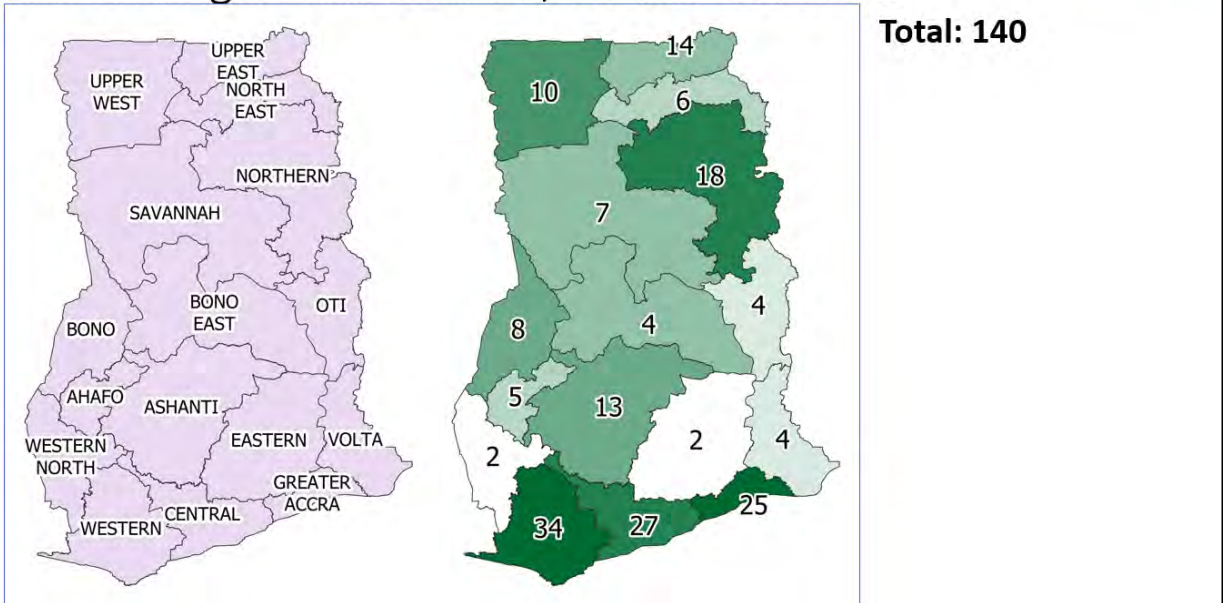 Total: 140
UPPER
EAST
UPPER
WEST
NORTH
EAST
NORTHERN
SAVANNAH
BONO
EAST
OTI
BONO
AHAFO
ASHANTI
WESTERN
NORTH
EASTERN
VOLTA
GREATER
ACCRA
CENTRAL
WESTERN
14
10
6
18
7
4
8
4
5
13
2
2
4
25
34
27